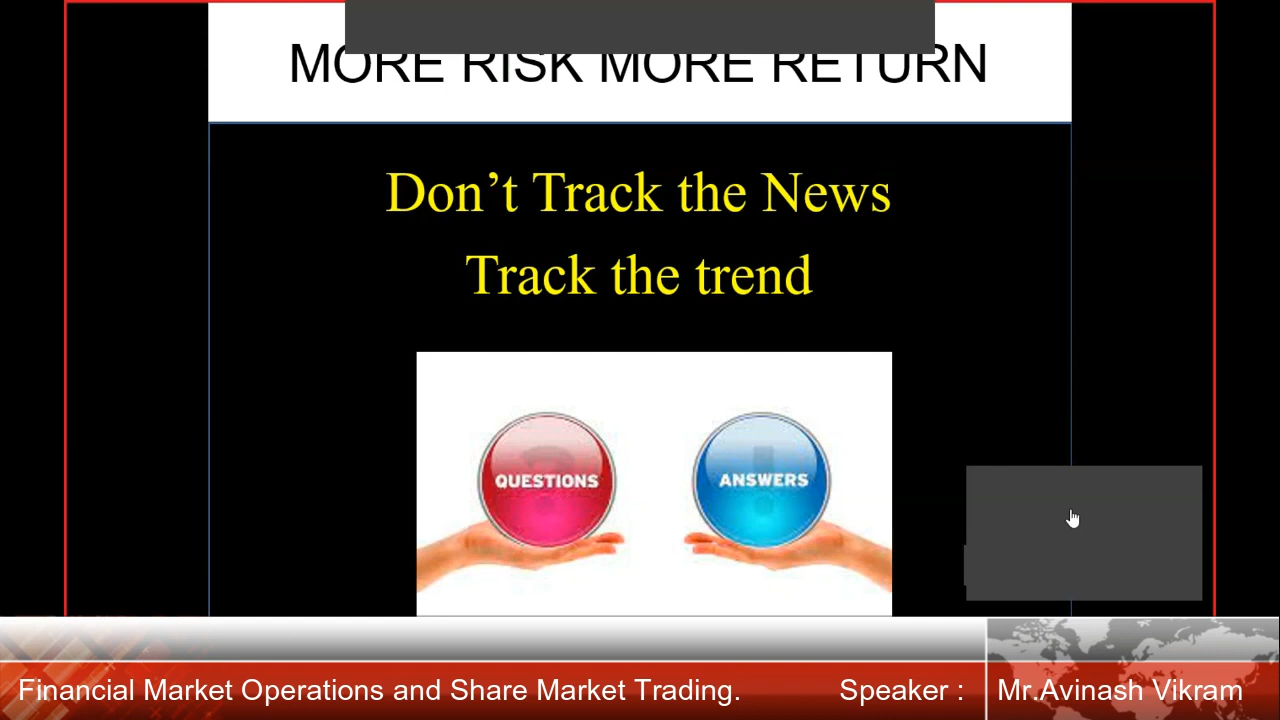 MORE RISK MORE RETURN
Don’t Track the News
Track the trend
QUESTIONS
ANSWERS
Financial Market Operations and Share Market Trading.
Speaker :
Mr.Avinash Vikram